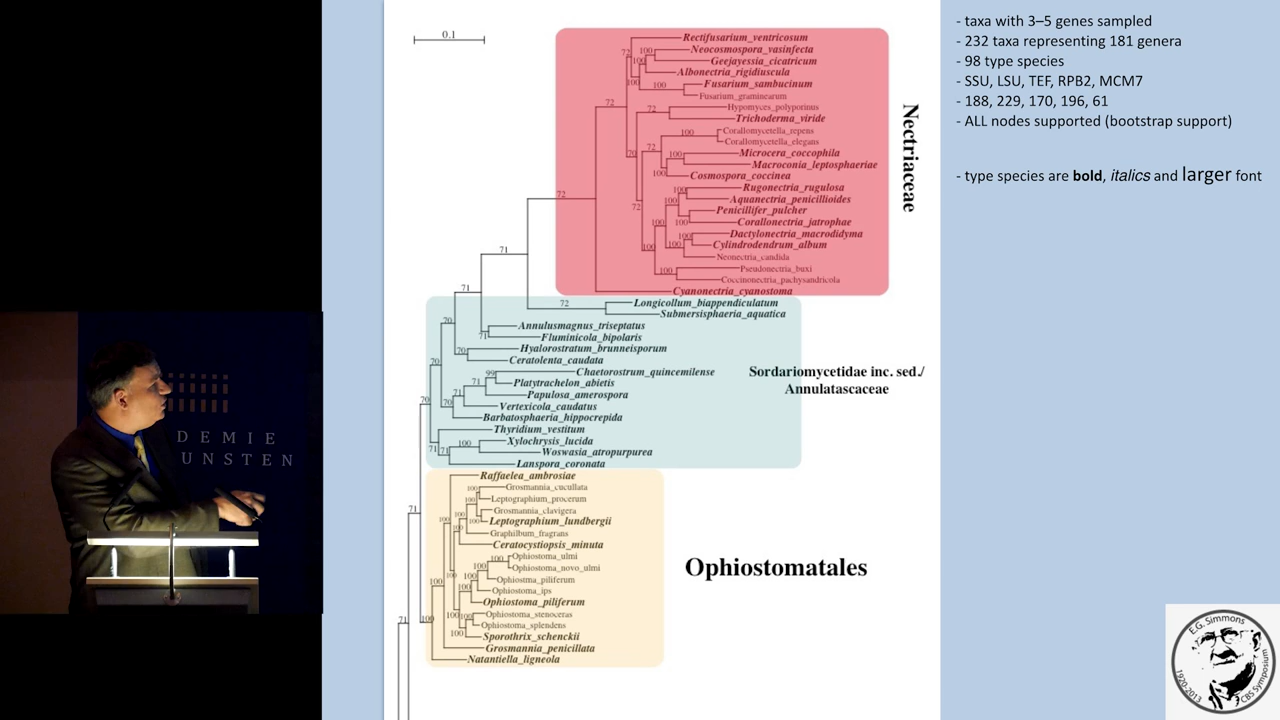 0.1
Rectifusarium_ventricosum
Neocosmospora_vasinfecta
Geejayessia_cicatricum
Albonectria_rigidiuscula
Fusarium_sambucinum
Fusarium_graminearum
Hypomyces_polyporinus
Trichoderma_viride
Corallomycetella_repens
Corallomycetella_elegans
Microcera_coccophila
Macroconia_leptosphaeriae
Cosmospora_coccinea
Rugonectria_rugulosa
Aquanectria_penicillioides
Penicillifer_pulcher
Corallonectria_jatrophae
Dactylonectria_macrodidyma
Cylindrodendrum_album
Neonectria_candida
Pseudonectria_buxi
Coccinonectria_pachysandricola
Cyanonectria_cyanostoma
Nectriaceae
Longicollum_biappendiculatum
Submersisphaeria_aquatica
Annulusmagnus_triseptatus
Fluminicola_bipolaris
Hyalorostratum_brunneisporum
Ceratolenta_caudata
Chaetorostrum_quincemilense
Platytrachelon_abietis
Papulosa_amerospora
Vertexicola_caudatus
Barbatosphaeria_hippocrepida
Thyridium_vestitum
Xylochrysis_lucida
Woswasia_atropurpurea
Lanspora_coronata
Sordariomycetidae inc. sed./
Annulatascaceae
Raffaelea_ambrosiae
Grosmannia_cucullata
Leptographium_procerum
Grosmannia_clavigera
Leptographium_lundbergii
Graphilbum_fragrans
Ceratocystiopsis_minuta
Ophiostoma_ulmi
Ophiostoma_novo_ulmi
Ophiostma_piliferum
Ophiostoma_ips
Ophiostoma_piliferum
Ophiostoma_stenoceras
Ophiostoma_splendens
Sporothrix_schenckii
Grosmannia_penicillata
Natantiella_ligneola
Ophiostomatales
- taxa with 3–5 genes sampled
- 232 taxa representing 181 genera
- 98 type species
- SSU, LSU, TEF, RPB2, MCM7
- 188, 229, 170, 196, 61
- ALL nodes supported (bootstrap support)
- type species are bold, italics and larger font
DEMIE
UNSTEN
E.G. Simmons
1920-2013
CBS Symposium